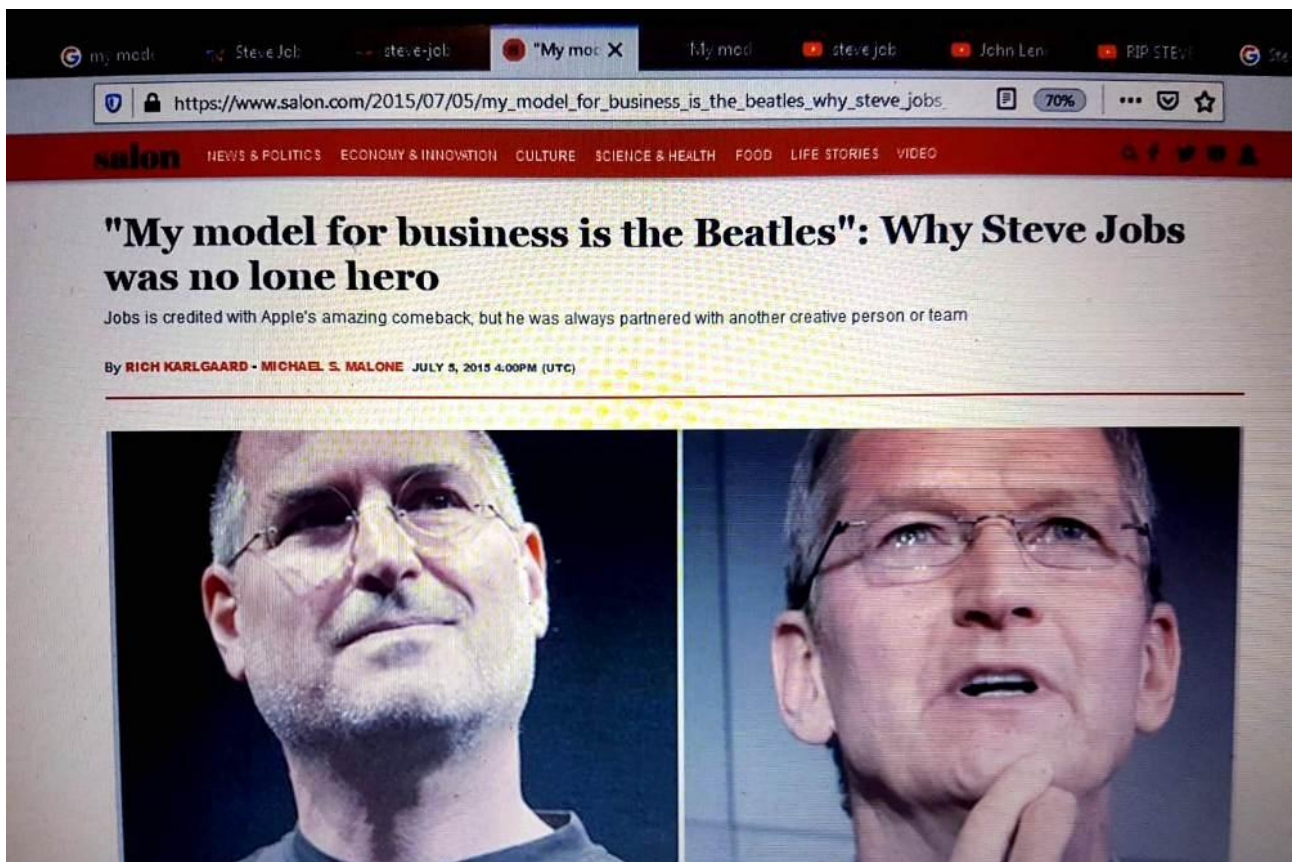 my mode
Steve Job
steve-job
"My moc
My mod
steve job
John Len
RIP STEV
Ste
https://www.salon.com/2015/07/05/my_model_for_business_is_the_beatles_why_steve_jobs_
70%
salon
NEWS & POLITICS ECONOMY & INNOVATION CULTURE SCIENCE & HEALTH FOOD LIFE STORIES VIDEO
"My model for business is the Beatles": Why Steve Jobs
was no lone hero
Jobs is credited with Apple's amazing comeback, but he was always partnered with another creative person or team
By RICH KARLGAARD - MICHAEL S. MALONE JULY 5, 2015 4:00PM (UTC)